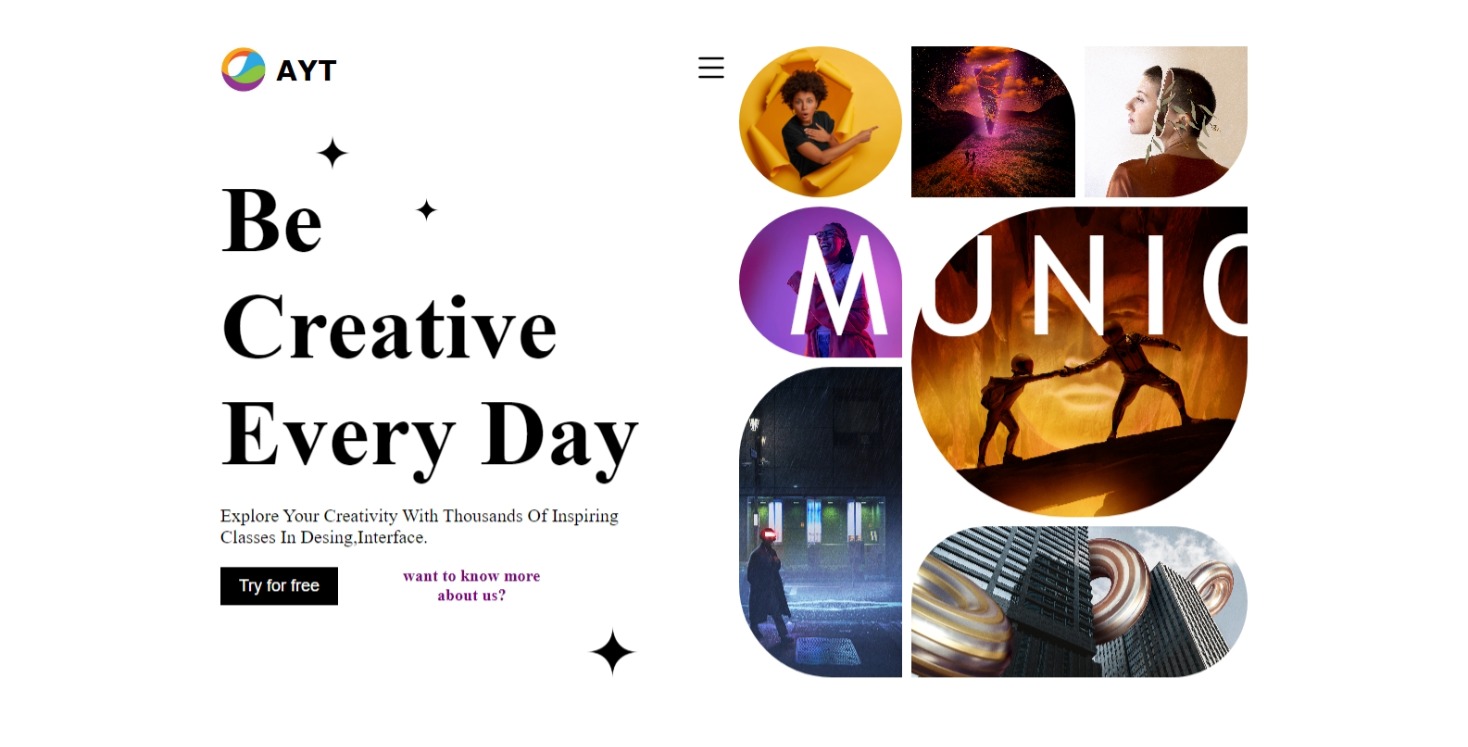 AYT
Be
Creative
Every Day
Explore Your Creativity With Thousands Of Inspiring
Classes In Desing,Interface.
Try for free
want to know more
about us?
MUNIC